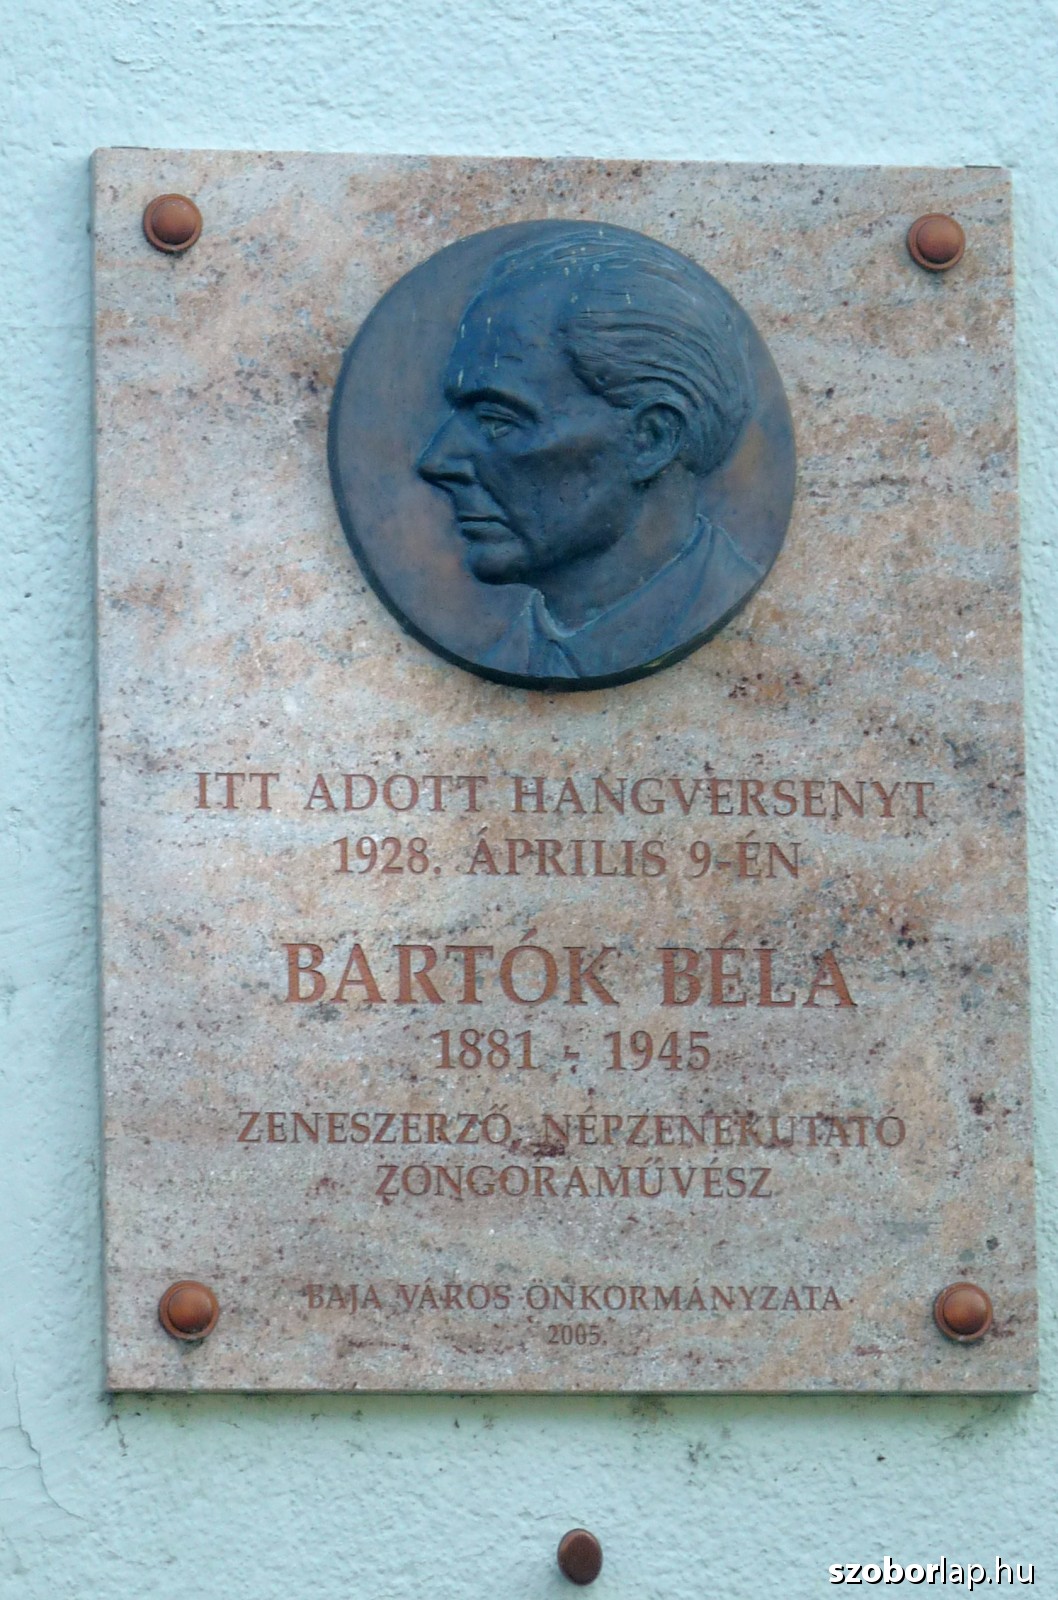 ITT ADOTT HANGVERSENYT
1928. ÁPRILIS 9-ÉN
BARTÓK BÉLA
1881 - 1945
ZENESZERZŐ, NÉPZENEKUTATÓ
ZONGORAMŰVÉSZ
BAJA VÁROS ÖNKORMÁNYZATA
2005.
szoborlap.hu